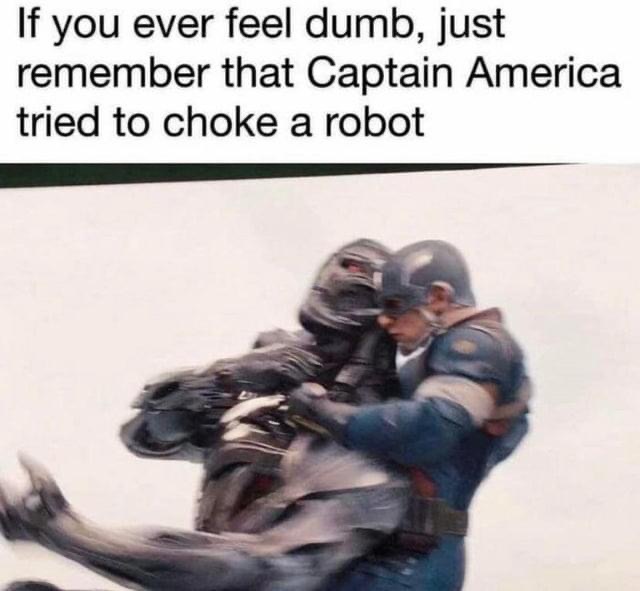 If you ever feel dumb, just
remember that Captain America
tried to choke a robot